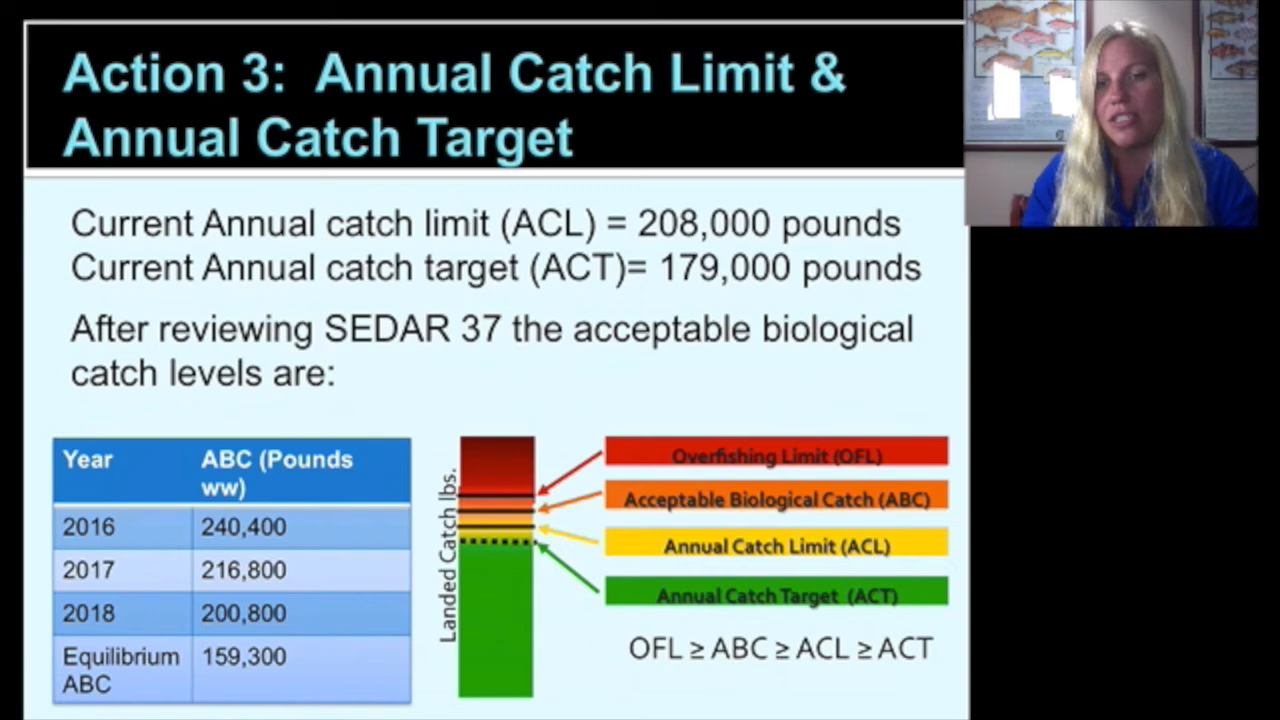 Action 3: Annual Catch Limit &
Annual Catch Target
Current Annual catch limit (ACL) = 208,000 pounds
Current Annual catch target (ACT)= 179,000 pounds
After reviewing SEDAR 37 the acceptable biological
catch levels are:
Year ABC (Pounds
ww)
2016 240,400
2017 216,800
2018 200,800
Equilibrium 159,300
ABC
Landed Catch lbs.
Overfishing Limit (OFL)
Acceptable Biological Catch (ABC)
Annual Catch Limit (ACL)
Annual Catch Target (ACT)
OFL ≥ ABC ≥ ACL ≥ ACT